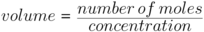 volume = number of moles / concentration